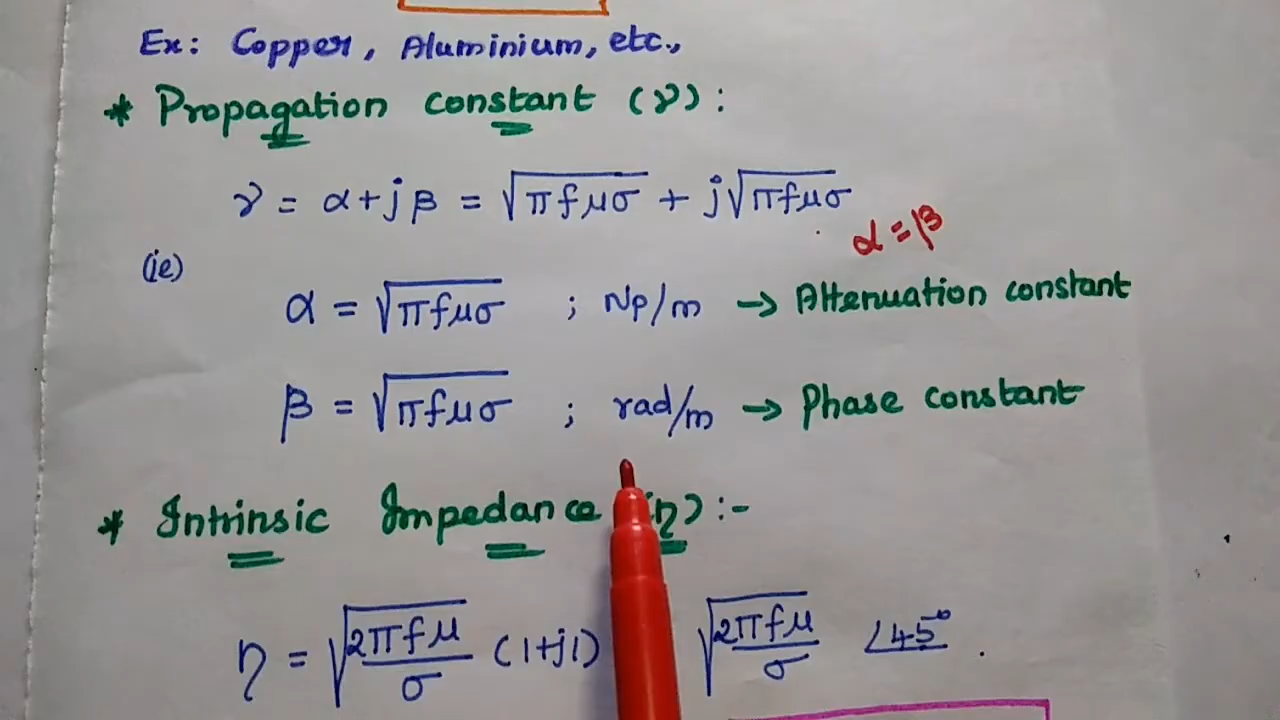 Ex: Copper, Aluminium, etc.,
* Propagation constant (γ):
γ = α+jβ = √πfμσ + j√πfμσ
α=β
(ie)
α = √πfμσ ; Np/m → Attenuation constant
β = √πfμσ ; rad/m → Phase constant
* Intrinsic Impedance (η):-
η = √2πfμ/σ (1+j1) √2πfμ/σ ∠45°.